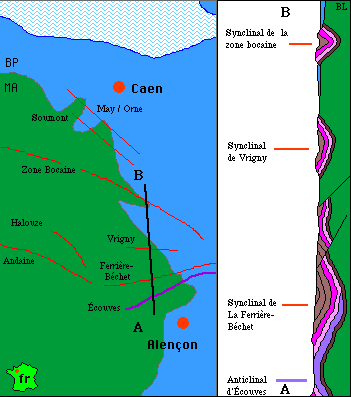 BP
MA
Caen
May / Orne
Soumont
Zone Bocaine
B
Halouze
Andaine
Vrigny
Ferrière-
Béchet
Écouves
A
Alençon
fr
B
BL
Synclinal de la
zone bocaine
Synclinal
de Vrigny
Synclinal de
La Ferrière-
Béchet
Anticlinal
d'Écouves
A